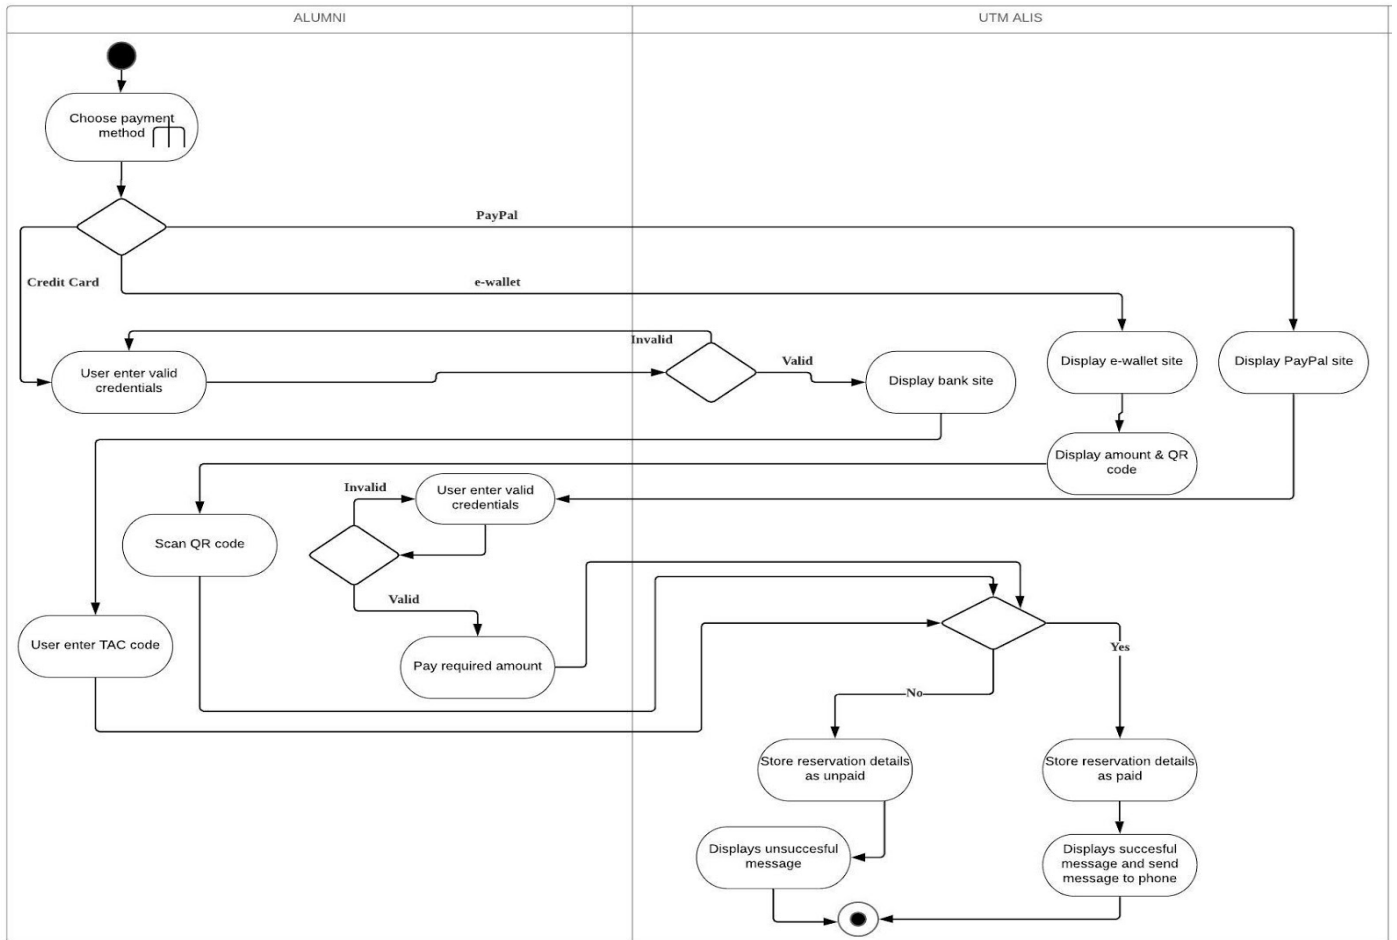 ALUMNI
UTM ALIS
Choose payment
method
PayPal
Credit Card
e-wallet
Invalid
Valid
User enter valid
credentials
Display bank site
Display e-wallet site
Display PayPal site
Display amount & QR
code
Invalid
User enter valid
credentials
Scan QR code
Valid
User enter TAC code
Pay required amount
Yes
No
Store reservation details
as unpaid
Store reservation details
as paid
Displays unsuccesful
message
Displays succesful
message and send
message to phone